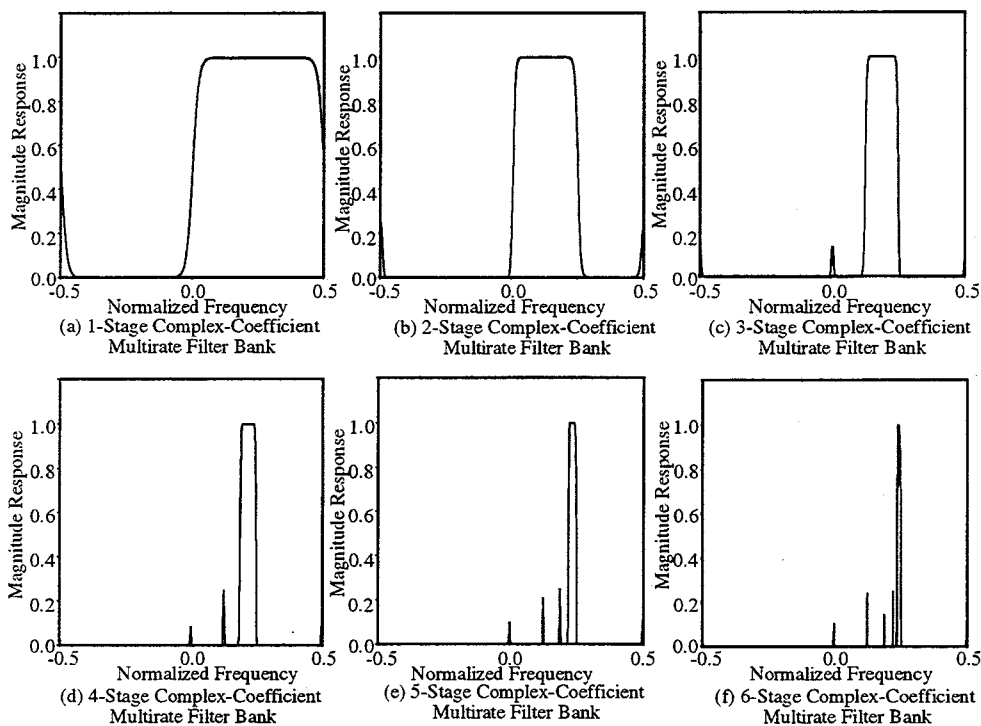 Magnitude Response
1.0
0.8
0.6
0.4
0.2
0.0
-0.5
0.0
0.5
Normalized Frequency
(a) 1-Stage Complex-Coefficient
Multirate Filter Bank
Magnitude Response
1.0
0.8
0.6
0.4
0.2
0.0
-0.5
0.0
0.5
Normalized Frequency
(b) 2-Stage Complex-Coefficient
Multirate Filter Bank
Magnitude Response
1.0
0.8
0.6
0.4
0.2
0.0
-0.5
0.0
0.5
Normalized Frequency
(c) 3-Stage Complex-Coefficient
Multirate Filter Bank
Magnitude Response
1.0
0.8
0.6
0.4
0.2
0.0
-0.5
0.0
0.5
Normalized Frequency
(d) 4-Stage Complex-Coefficient
Multirate Filter Bank
Magnitude Response
1.0
0.8
0.6
0.4
0.2
0.0
-0.5
0.0
0.5
Normalized Frequency
(e) 5-Stage Complex-Coefficient
Multirate Filter Bank
Magnitude Response
1.0
0.8
0.6
0.4
0.2
0.0
-0.5
0.0
0.5
Normalized Frequency
(f) 6-Stage Complex-Coefficient
Multirate Filter Bank